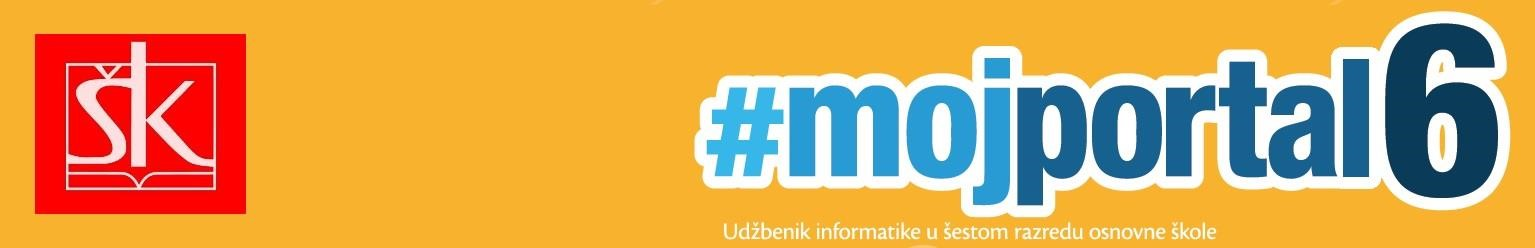 ŠK
#mojportal6
Udžbenik informatike u šestom razredu osnovne škole